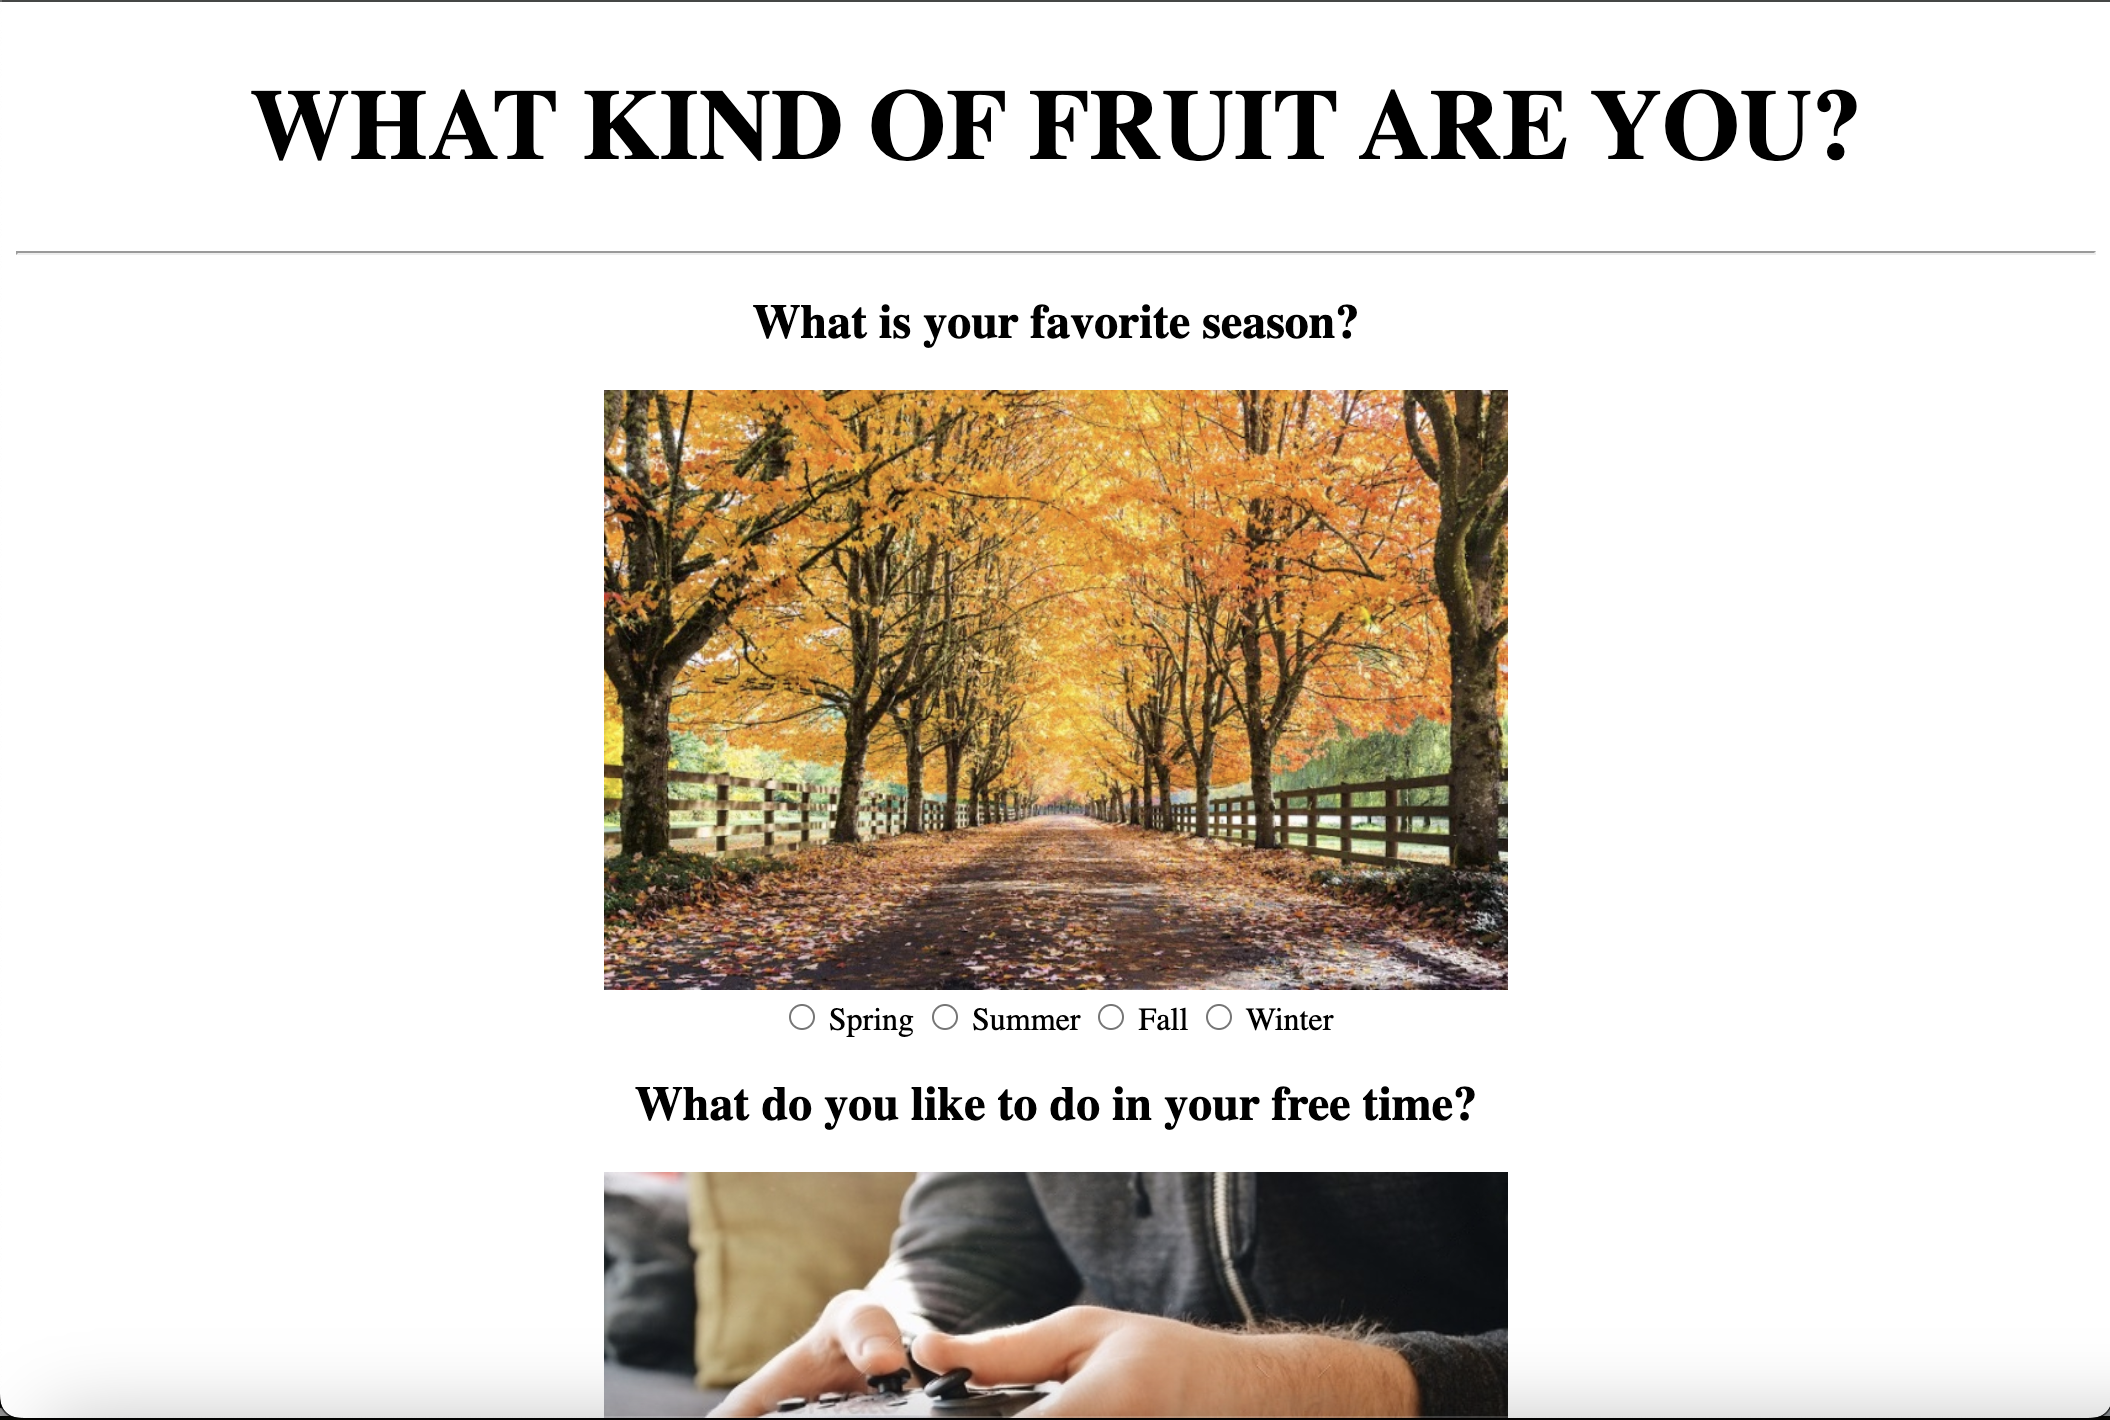 WHAT KIND OF FRUIT ARE YOU?
What is your favorite season?
Spring Summer Fall Winter
What do you like to do in your free time?